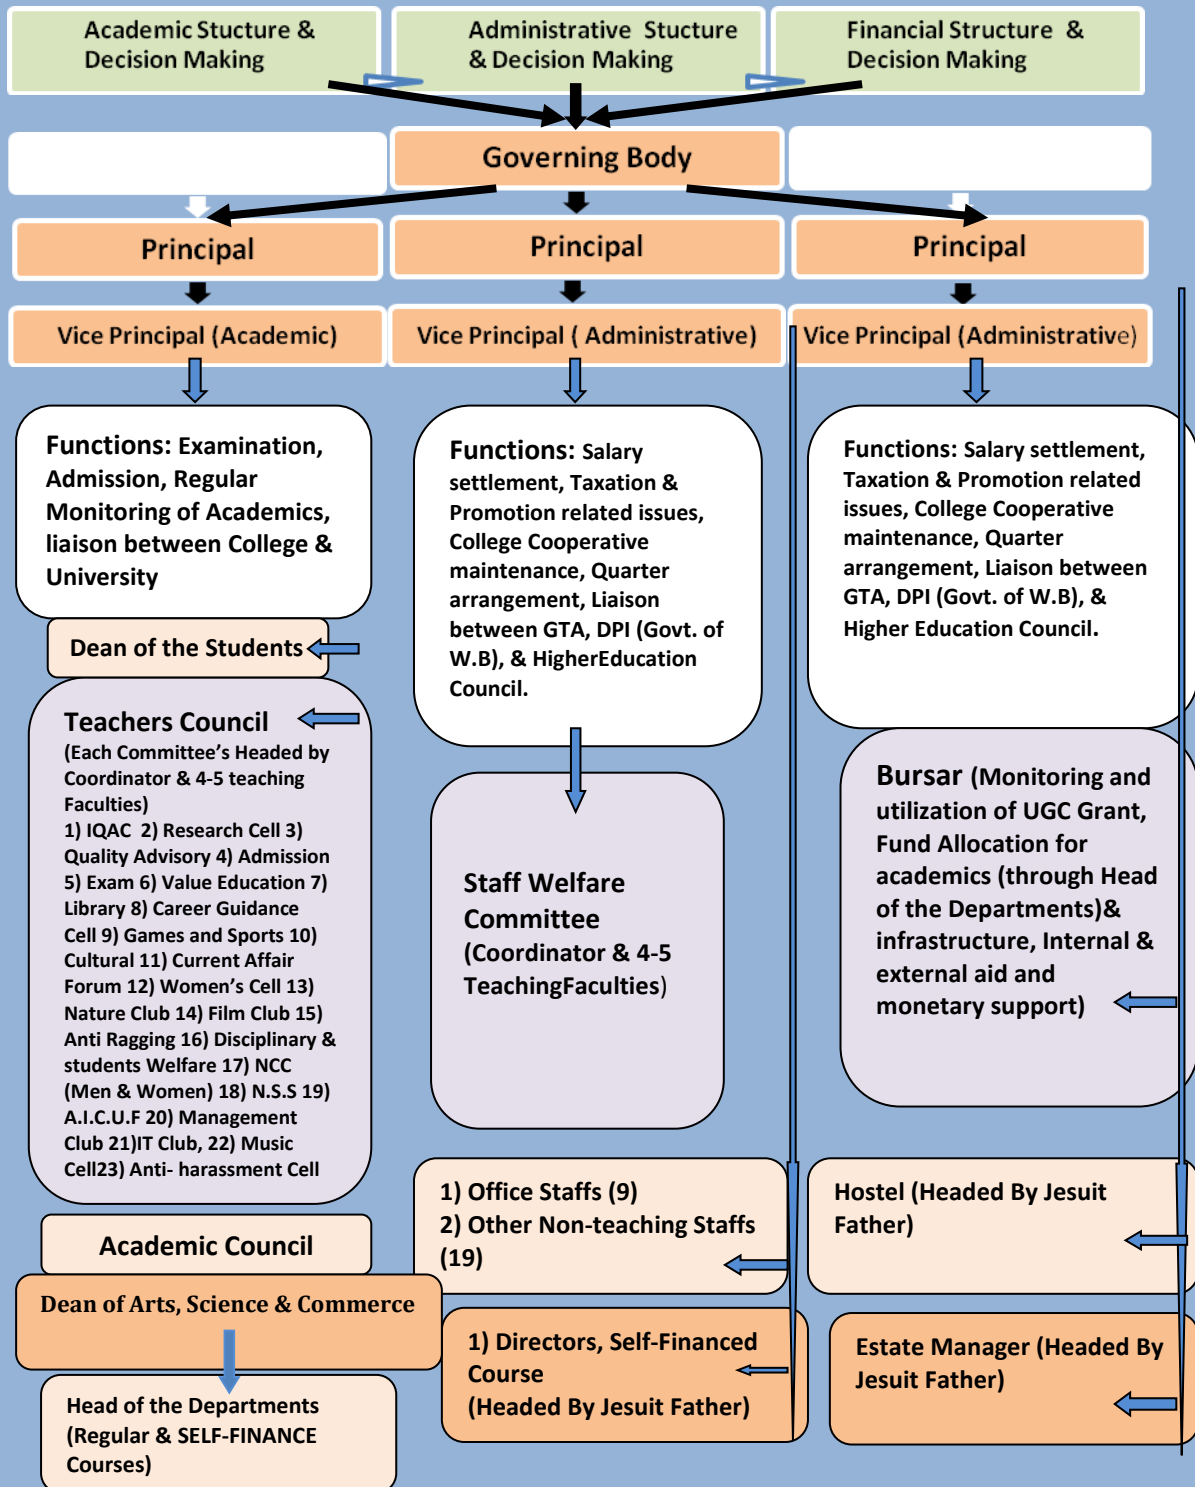 Academic Stucture &
Decision Making
Administrative Stucture
& Decision Making
Financial Structure &
Decision Making
Governing Body
Principal
Principal
Principal
Vice Principal (Academic)
Vice Principal ( Administrative)
Vice Principal (Administrative)
Functions: Examination,
Admission, Regular
Monitoring of Academics,
liaison between College &
University
Dean of the Students
Teachers Council
(Each Committee’s Headed by
Coordinator & 4-5 teaching
Faculties)
1) IQAC 2) Research Cell 3)
Quality Advisory 4) Admission
5) Exam 6) Value Education 7)
Library 8) Career Guidance
Cell 9) Games and Sports 10)
Cultural 11) Current Affair
Forum 12) Women’s Cell 13)
Nature Club 14) Film Club 15)
Anti Ragging 16) Disciplinary &
students Welfare 17) NCC
(Men & Women) 18) N.S.S 19)
A.I.C.U.F 20) Management
Club 21)IT Club, 22) Music
Cell23) Anti- harassment Cell
Academic Council
Dean of Arts, Science & Commerce
Head of the Departments
(Regular & SELF-FINANCE
Courses)
Functions: Salary
settlement, Taxation &
Promotion related issues,
College Cooperative
maintenance, Quarter
arrangement, Liaison
between GTA, DPI (Govt. of
W.B), & HigherEducation
Council.
Staff Welfare
Committee
(Coordinator & 4-5
TeachingFaculties)
1) Office Staffs (9)
2) Other Non-teaching Staffs
(19)
1) Directors, Self-Financed
Course
(Headed By Jesuit Father)
Functions: Salary settlement,
Taxation & Promotion related
issues, College Cooperative
maintenance, Quarter
arrangement, Liaison between
GTA, DPI (Govt. of W.B), &
Higher Education Council.
Bursar (Monitoring and
utilization of UGC Grant,
Fund Allocation for
academics (through Head
of the Departments)&
infrastructure, Internal &
external aid and
monetary support)
Hostel (Headed By Jesuit
Father)
Estate Manager (Headed By
Jesuit Father)